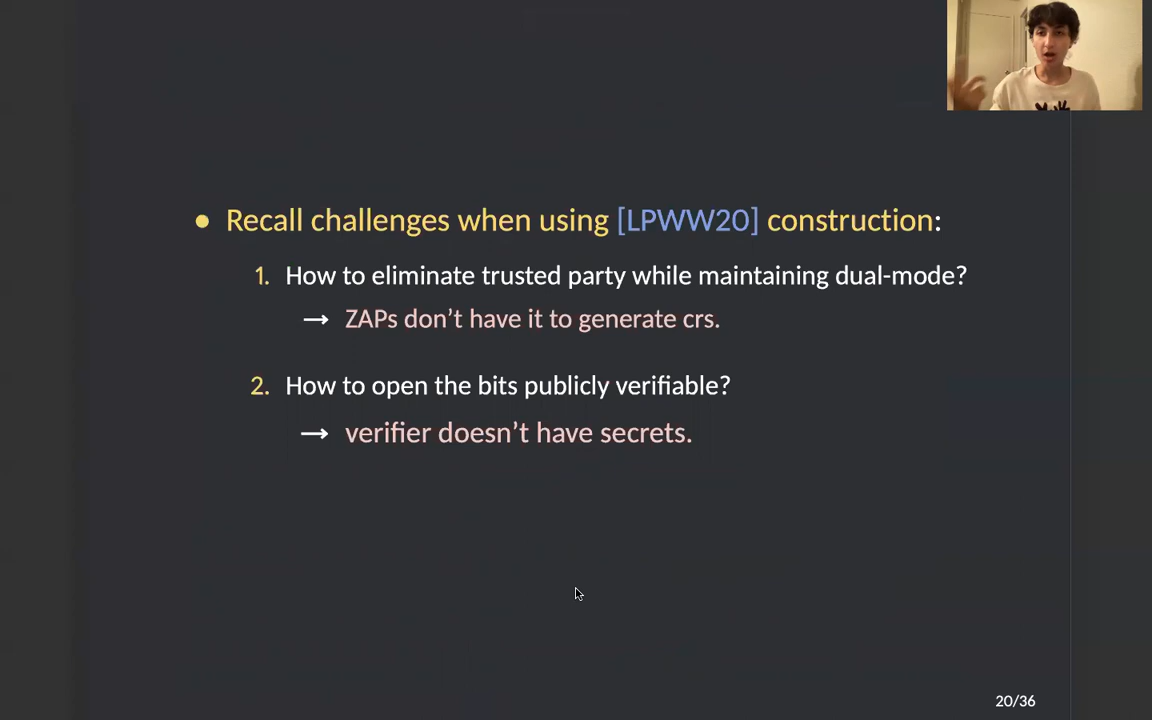 • Recall challenges when using [LPWW20] construction:
1. How to eliminate trusted party while maintaining dual-mode?
→ ZAPs don’t have it to generate crs.
2. How to open the bits publicly verifiable?
→ verifier doesn’t have secrets.
20/36